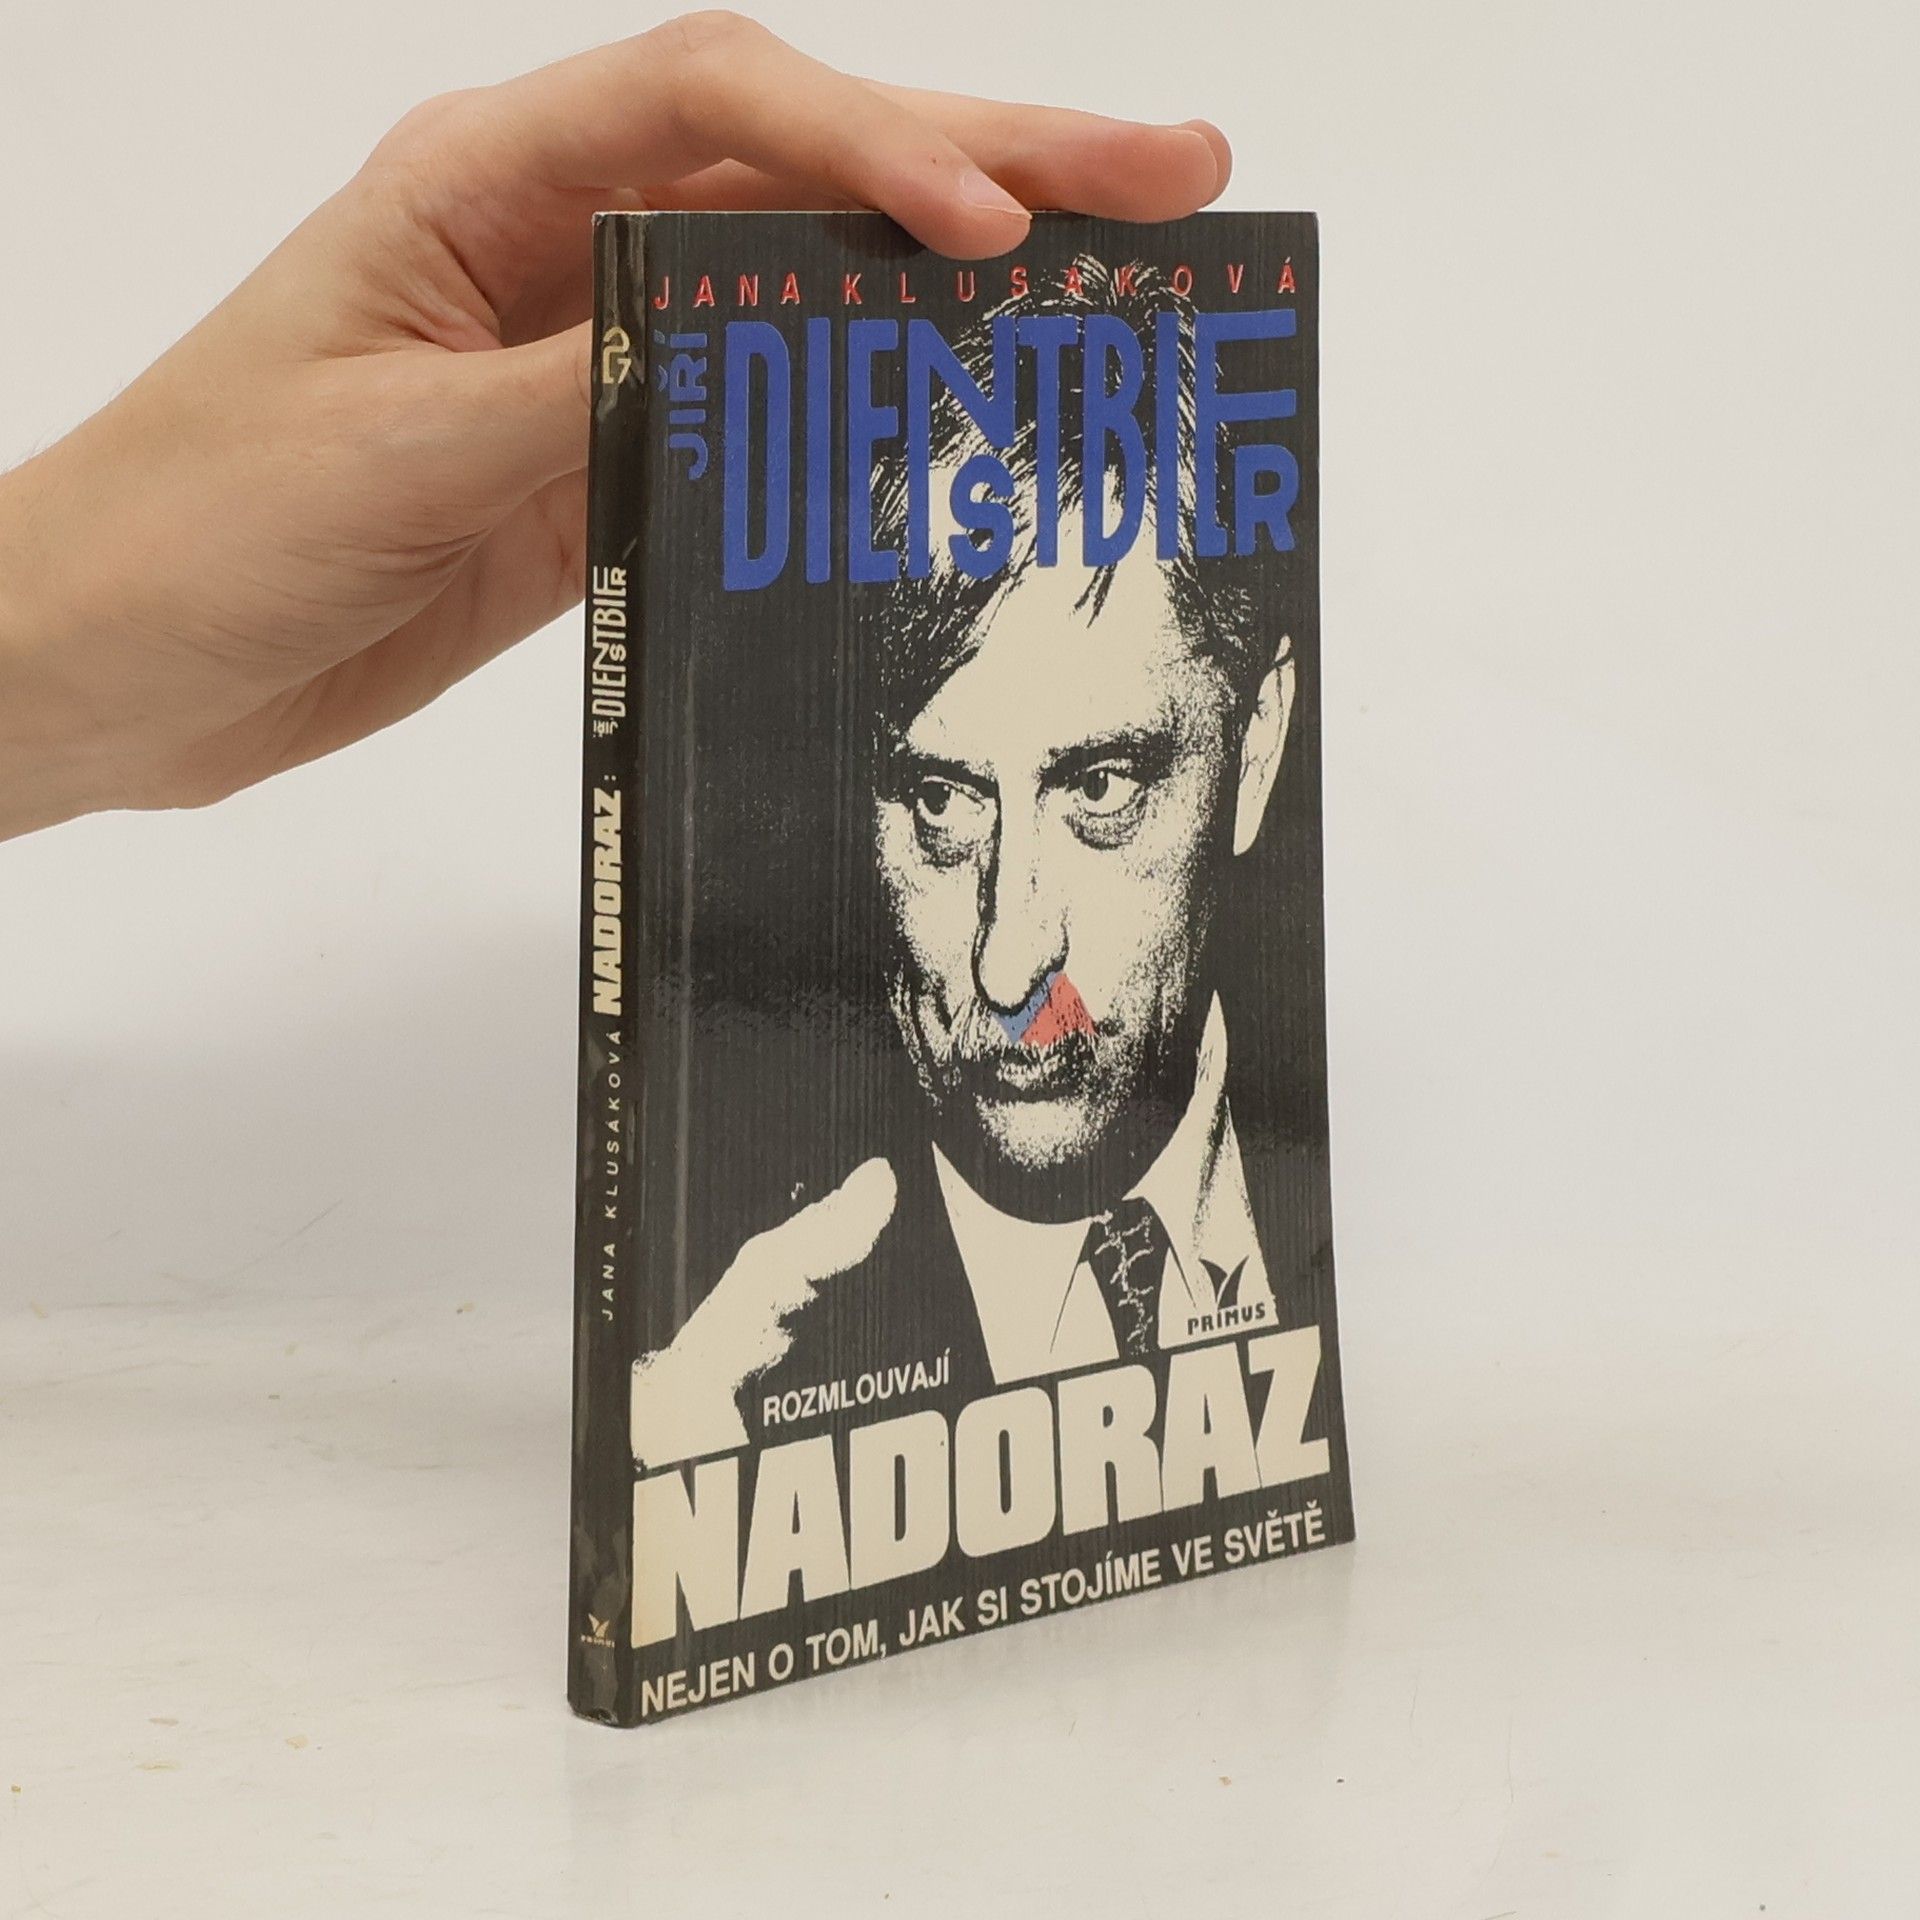 JANA KLUSÁKOVÁ
JIŘÍ
DIENSTBIER
PRIMUS
ROZMLOUVAJÍ
NADORAZ
NEJEN O TOM, JAK SI STOJÍME VE SVĚTĚ
JANA KLUSÁKOVÁ NADORAZ: JIŘÍ DIENSTBIER
PRIMUS